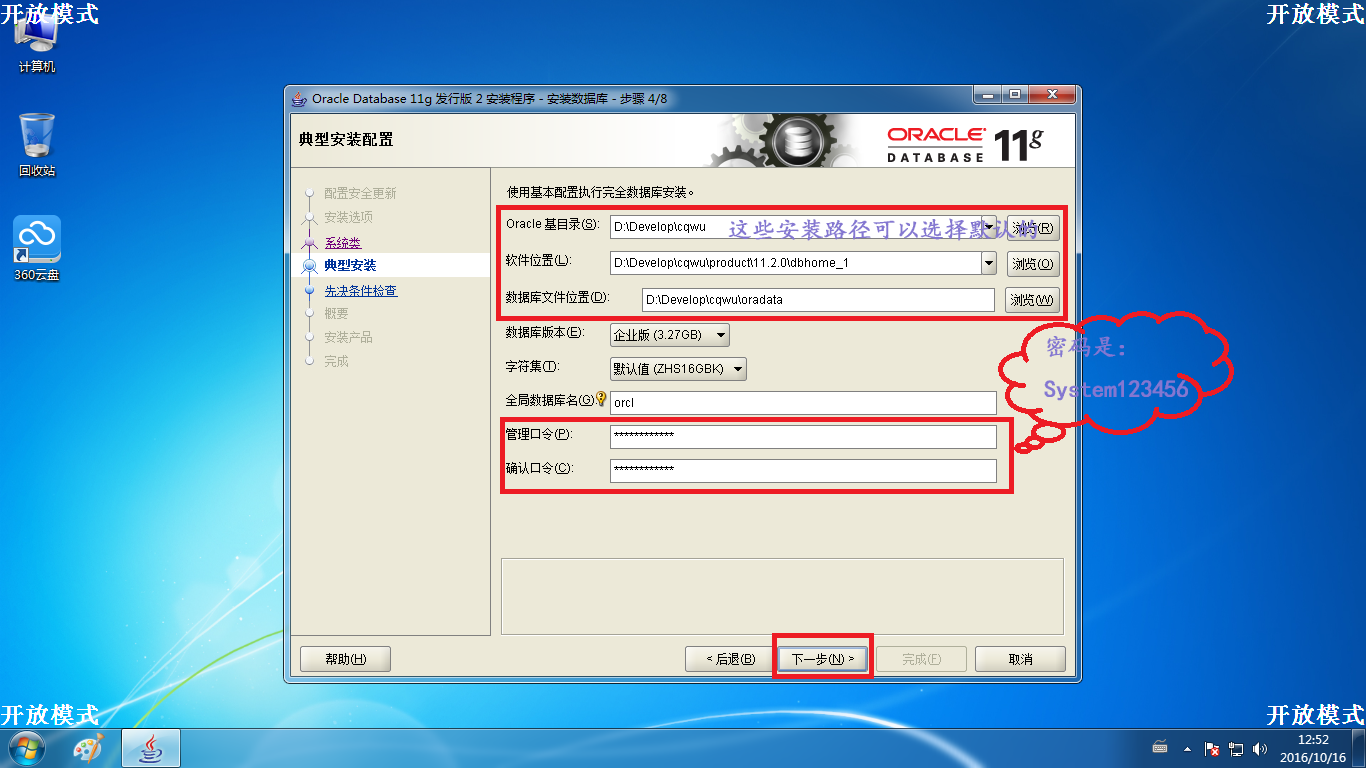 开放模式 开放模式
计算机
回收站
360云盘
Oracle Database 11g 发行版 2 安装程序 - 安装数据库 - 步骤 4/8
典型安装配置
ORACLE
DATABASE 11g
配置安全更新
安装选项
系统类
典型安装
先决条件检查
概要
安装产品
完成
使用基本配置执行完全数据库安装。
Oracle 基目录(S): D:\Develop\cqwu 浏览(R)
这些安装路径可以选择默认的
软件位置(L): D:\Develop\cqwu\product\11.2.0\dbhome_1 浏览(O)
数据库文件位置(D): D:\Develop\cqwu\oradata 浏览(W)
数据库版本(E): 企业版 (3.27GB)
字符集(T): 默认值 (ZHS16GBK)
全局数据库名(G) orcl
管理口令(P): ************
确认口令(C): ************
密码是：
System123456
帮助(H) < 后退(B) 下一步(N) > 完成(F) 取消
开放模式 开放模式
12:52
2016/10/16